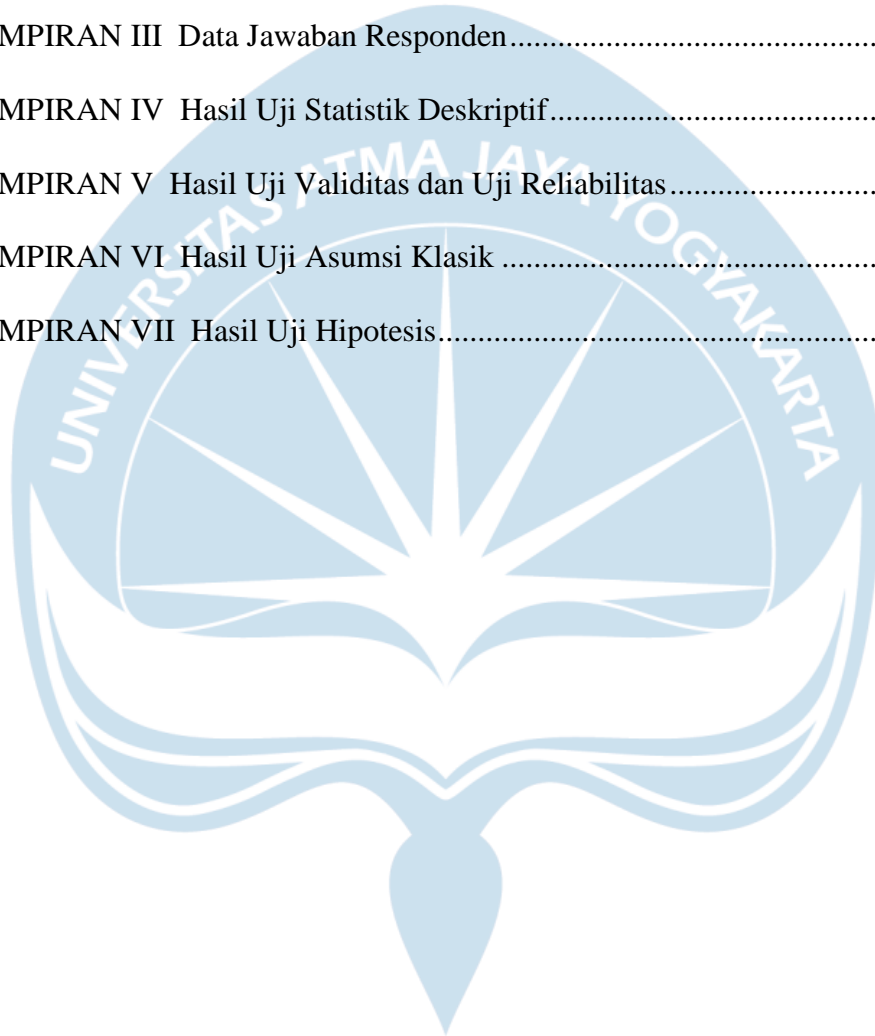 MPIRAN III  Data Jawaban Responden..............................................
MPIRAN IV  Hasil Uji Statistik Deskriptif.........................................
MPIRAN V  Hasil Uji Validitas dan Uji Reliabilitas..........................
MPIRAN VI  Hasil Uji Asumsi Klasik ...............................................
MPIRAN VII  Hasil Uji Hipotesis.......................................................
UNIVERSITAS ATMA JAYA YOGYAKARTA